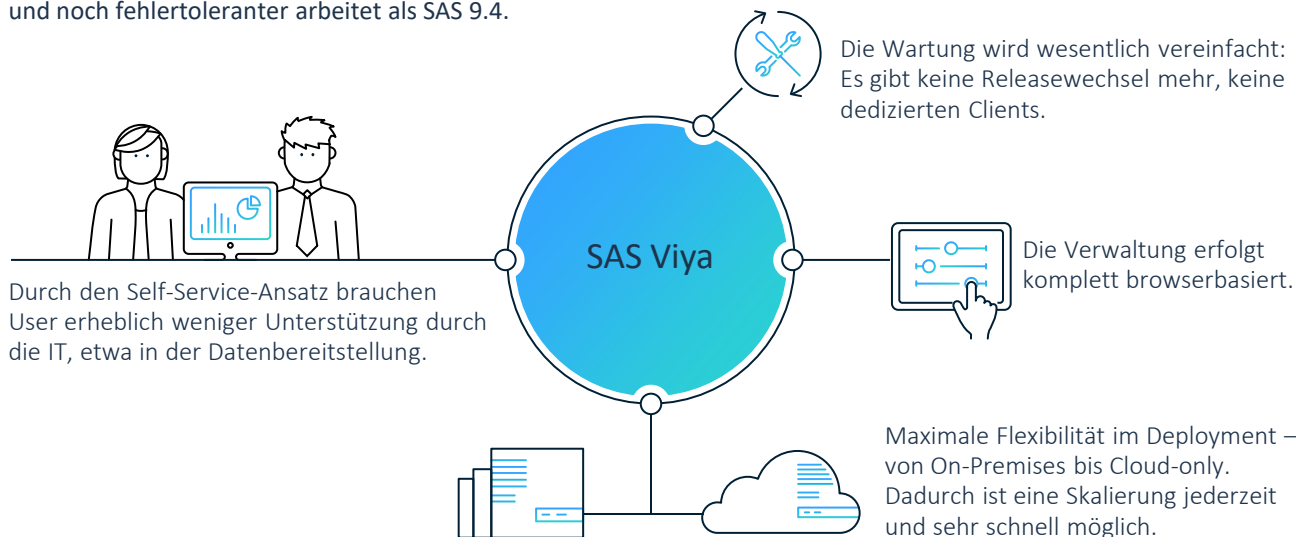 und noch fehlertoleranter arbeitet als SAS 9.4.
Die Wartung wird wesentlich vereinfacht:
Es gibt keine Releasewechsel mehr, keine
dedizierten Clients.
SAS Viya
Die Verwaltung erfolgt
komplett browserbasiert.
Durch den Self-Service-Ansatz brauchen
User erheblich weniger Unterstützung durch
die IT, etwa in der Datenbereitstellung.
Maximale Flexibilität im Deployment –
von On-Premises bis Cloud-only.
Dadurch ist eine Skalierung jederzeit
und sehr schnell möglich.